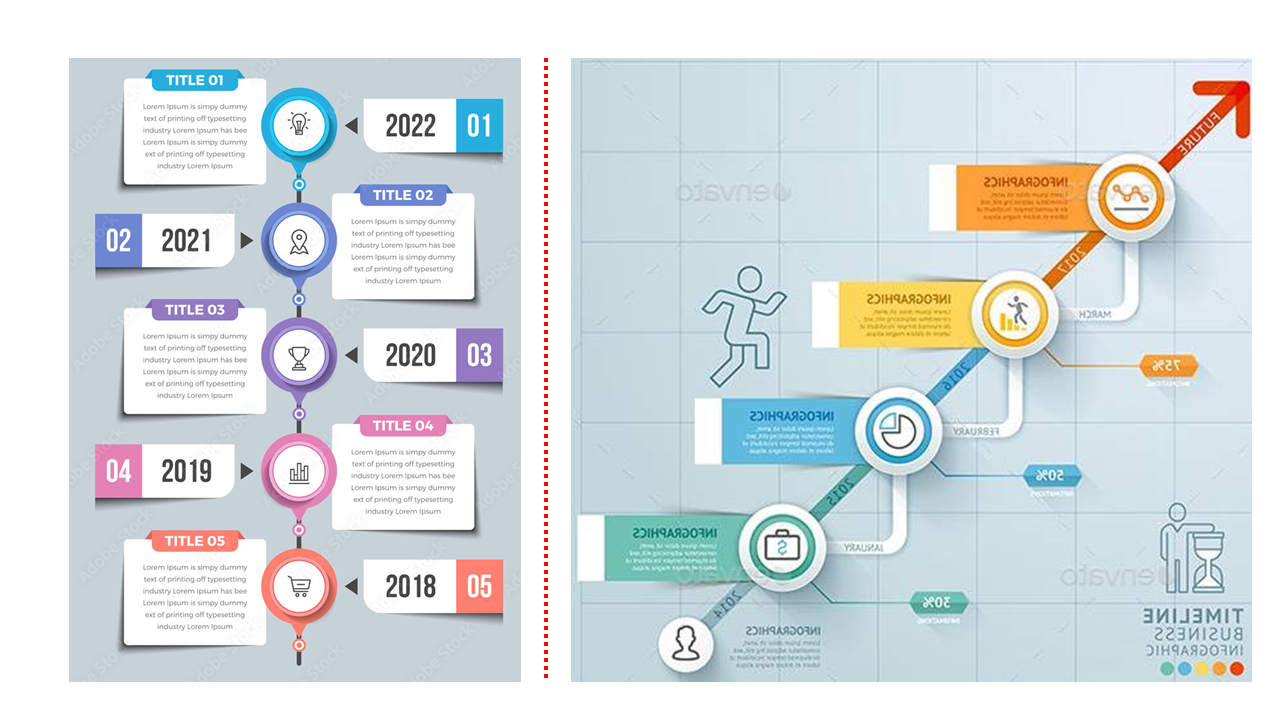 TITLE 01
Lorem Ipsum is simpy dummy
text of printing off typesetting
industry Lorem Ipsum has bee
Lorem Ipsum is simpy dummy
ext of printing off typesetting
industry Lorem Ipsum
2022 01
TITLE 02
02 2021
Lorem Ipsum is simpy dummy
text of printing off typesetting
industry Lorem Ipsum has bee
Lorem Ipsum is simpy dummy
ext of printing off typesetting
industry Lorem Ipsum
TITLE 03
Lorem Ipsum is simpy dummy
text of printing off typesetting
industry Lorem Ipsum has bee
Lorem Ipsum is simpy dummy
ext of printing off typesetting
industry Lorem Ipsum
2020 03
TITLE 04
04 2019
Lorem Ipsum is simpy dummy
text of printing off typesetting
industry Lorem Ipsum has bee
Lorem Ipsum is simpy dummy
ext of printing off typesetting
industry Lorem Ipsum
TITLE 05
Lorem Ipsum is simpy dummy
text of printing off typesetting
industry Lorem Ipsum has bee
Lorem Ipsum is simpy dummy
ext of printing off typesetting
industry Lorem Ipsum
2018 05
FUTURE
envato
INFOGRAPHICS
2017
INFOGRAPHICS
MARCH
75%
INFOMATIONS
2016
INFOGRAPHICS
FEBRUARY
50%
INFOMATIONS
2015
INFOGRAPHICS
JANUARY
envato
envato
30%
INFOMATIONS
2014
INFOGRAPHICS
TIMELINE
BUSINESS
INFOGRAPHIC